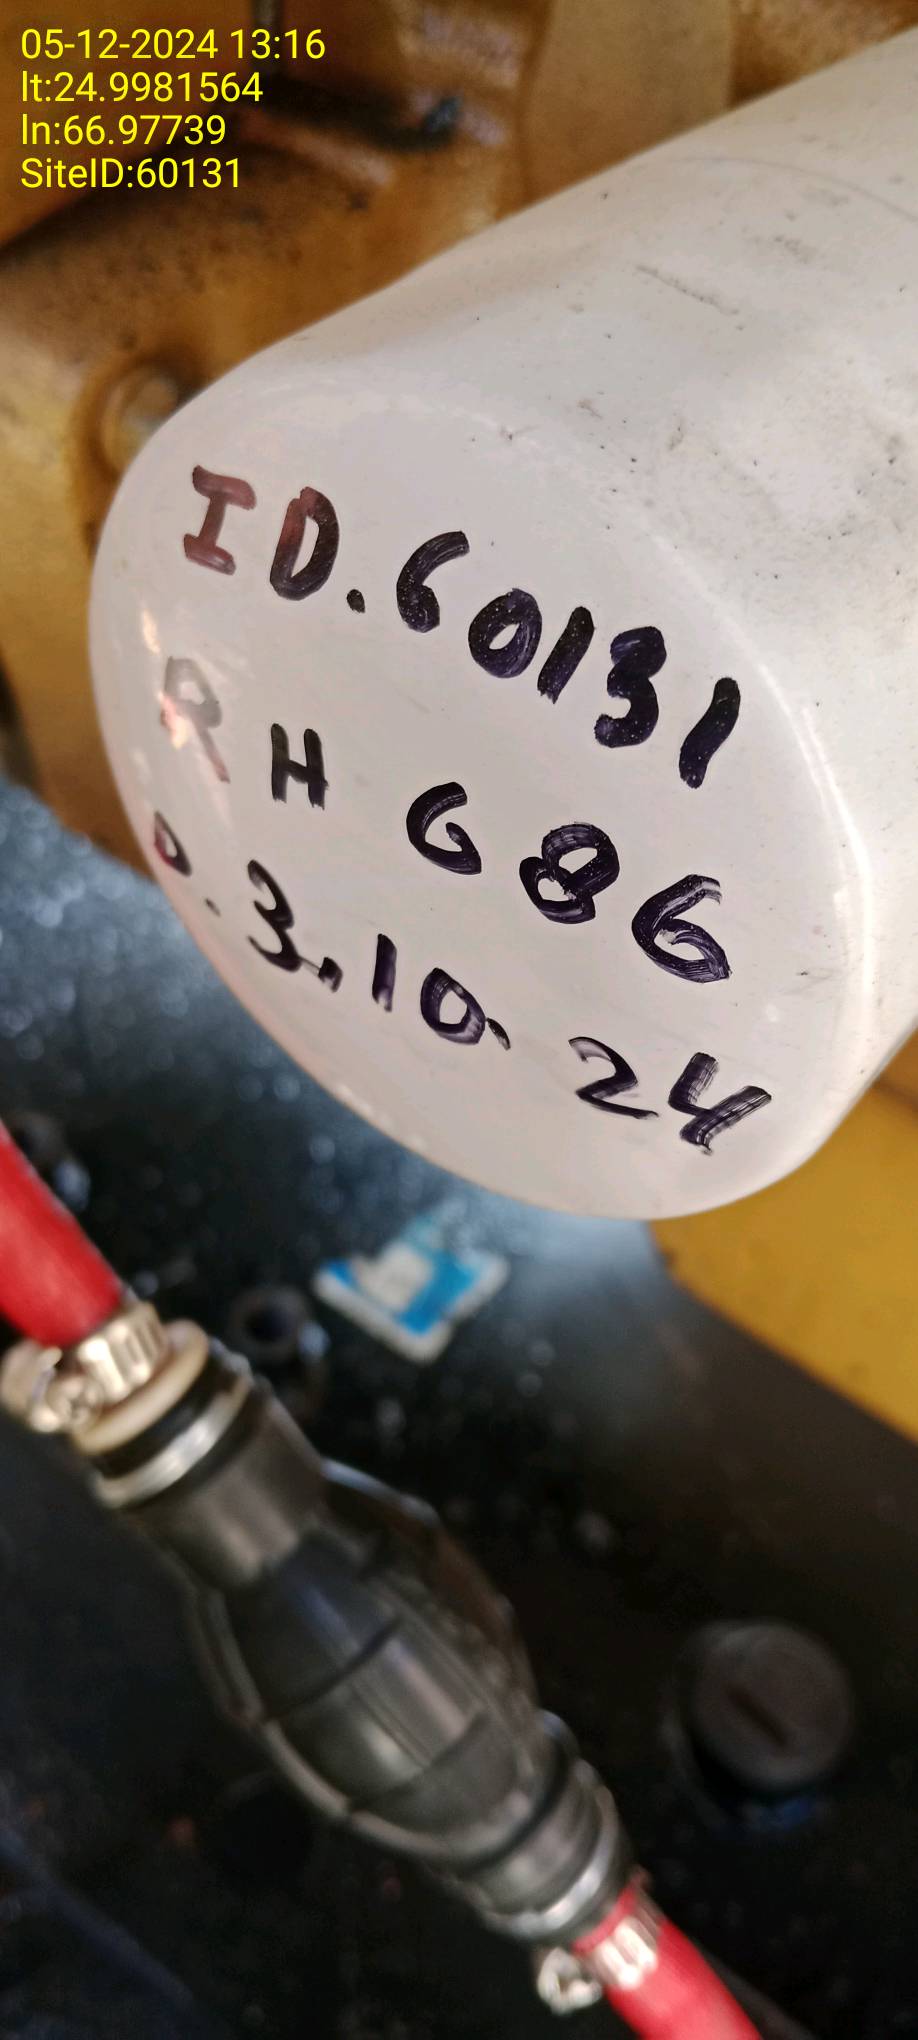 05-12-2024 13:16
lt:24.9981564
ln:66.97739
SiteID:60131
ID.60131
RH 686
D.3.10.24